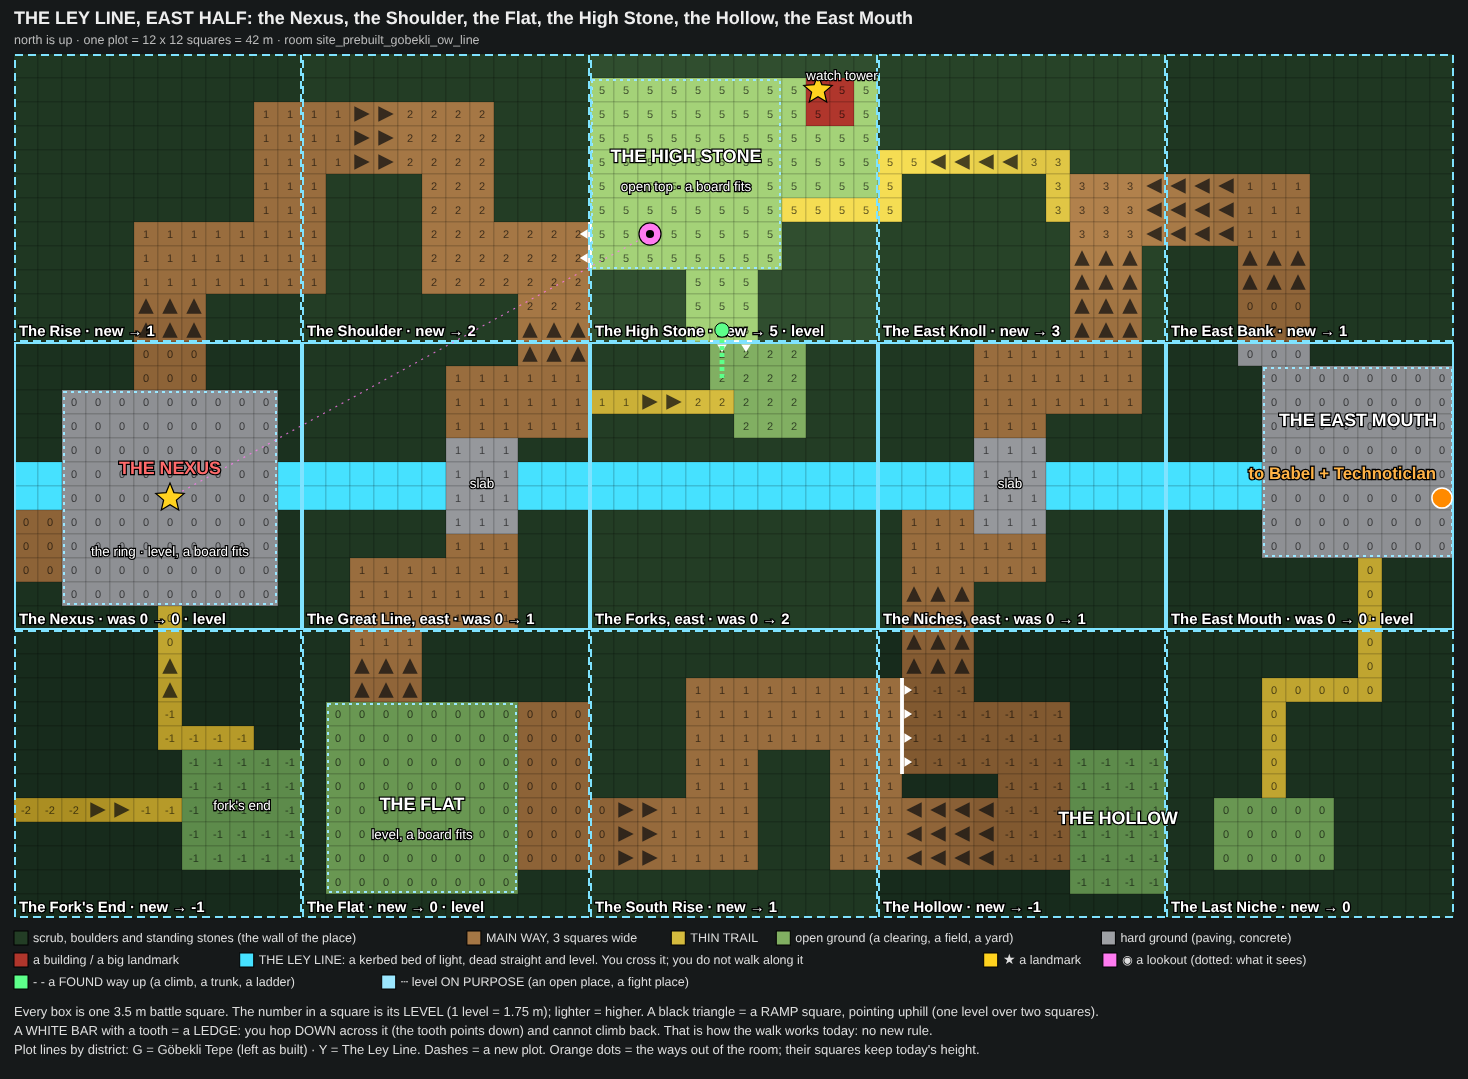 THE LEY LINE, EAST HALF: the Nexus, the Shoulder, the Flat, the High Stone, the Hollow, the East Mouth
north is up · one plot = 12 x 12 squares = 42 m · room site_prebuilt_gobekli_ow_line
watch tower
THE HIGH STONE
open top · a board fits
The Rise · new → 1
The Shoulder · new → 2
The High Stone · new → 5 · level
The East Knoll · new → 3
The East Bank · new → 1
THE EAST MOUTH
THE NEXUS
to Babel + Technoticlan
slab
slab
the ring · level, a board fits
The Nexus · was 0 → 0 · level
The Great Line, east · was 0 → 1
The Forks, east · was 0 → 2
The Niches, east · was 0 → 1
The East Mouth · was 0 → 0 · level
fork's end
THE FLAT
level, a board fits
THE HOLLOW
The Fork's End · new → -1
The Flat · new → 0 · level
The South Rise · new → 1
The Hollow · new → -1
The Last Niche · new → 0
scrub, boulders and standing stones (the wall of the place)
MAIN WAY, 3 squares wide
THIN TRAIL
open ground (a clearing, a field, a yard)
hard ground (paving, concrete)
a building / a big landmark
THE LEY LINE: a kerbed bed of light, dead straight and level. You cross it; you do not walk along it
★ a landmark
◉ a lookout (dotted: what it sees)
- - a FOUND way up (a climb, a trunk, a ladder)
┄ level ON PURPOSE (an open place, a fight place)
Every box is one 3.5 m battle square. The number in a square is its LEVEL (1 level = 1.75 m); lighter = higher. A black triangle = a RAMP square, pointing uphill (one level over two squares).
A WHITE BAR with a tooth = a LEDGE: you hop DOWN across it (the tooth points down) and cannot climb back. That is how the walk works today: no new rule.
Plot lines by district: G = Göbekli Tepe (left as built) · Y = The Ley Line. Dashes = a new plot. Orange dots = the ways out of the room; their squares keep today's height.